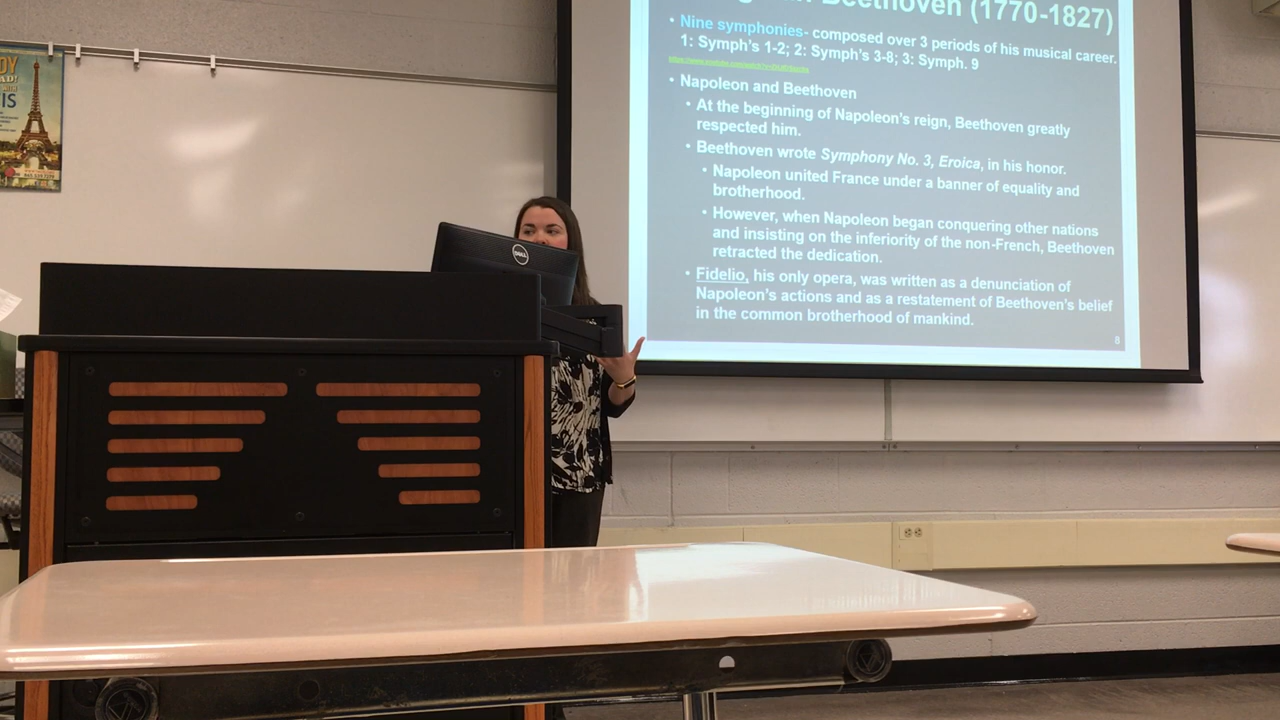 DY
AD!
WITH
IS
Beethoven (1770-1827)
• Nine symphonies- composed over 3 periods of his musical career.
1: Symph's 1-2; 2: Symph's 3-8; 3: Symph. 9
• Napoleon and Beethoven
• At the beginning of Napoleon's reign, Beethoven greatly
respected him.
• Beethoven wrote Symphony No. 3, Eroica, in his honor.
• Napoleon united France under a banner of equality and
brotherhood.
• However, when Napoleon began conquering other nations
and insisting on the inferiority of the non-French, Beethoven
retracted the dedication.
• Fidelio, his only opera, was written as a denunciation of
Napoleon's actions and as a restatement of Beethoven's belief
in the common brotherhood of mankind.
8
DELL